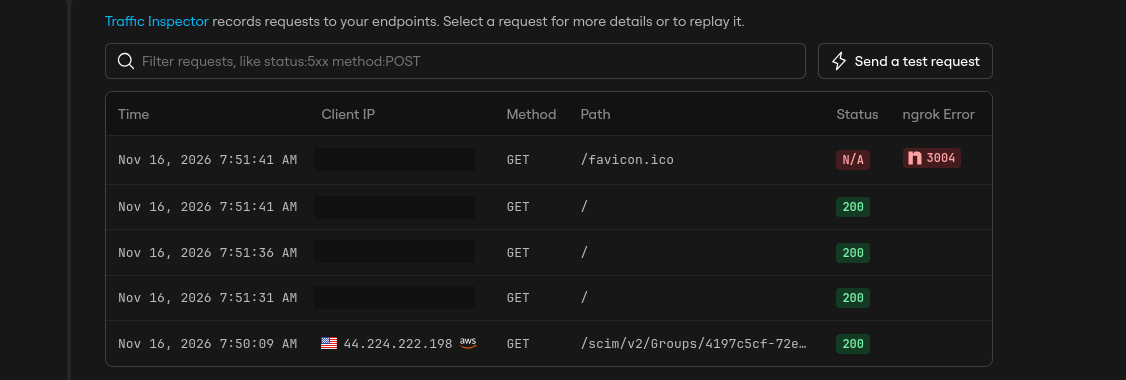 Traffic Inspector records requests to your endpoints. Select a request for more details or to replay it.
Filter requests, like status:5xx method:POST
Send a test request
Time Client IP Method Path Status ngrok Error
Nov 16, 2026 7:51:41 AM GET /favicon.ico N/A n 3004
Nov 16, 2026 7:51:41 AM GET / 200
Nov 16, 2026 7:51:36 AM GET / 200
Nov 16, 2026 7:51:31 AM GET / 200
Nov 16, 2026 7:50:09 AM 44.224.222.198 aws GET /scim/v2/Groups/4197c5cf-72e… 200